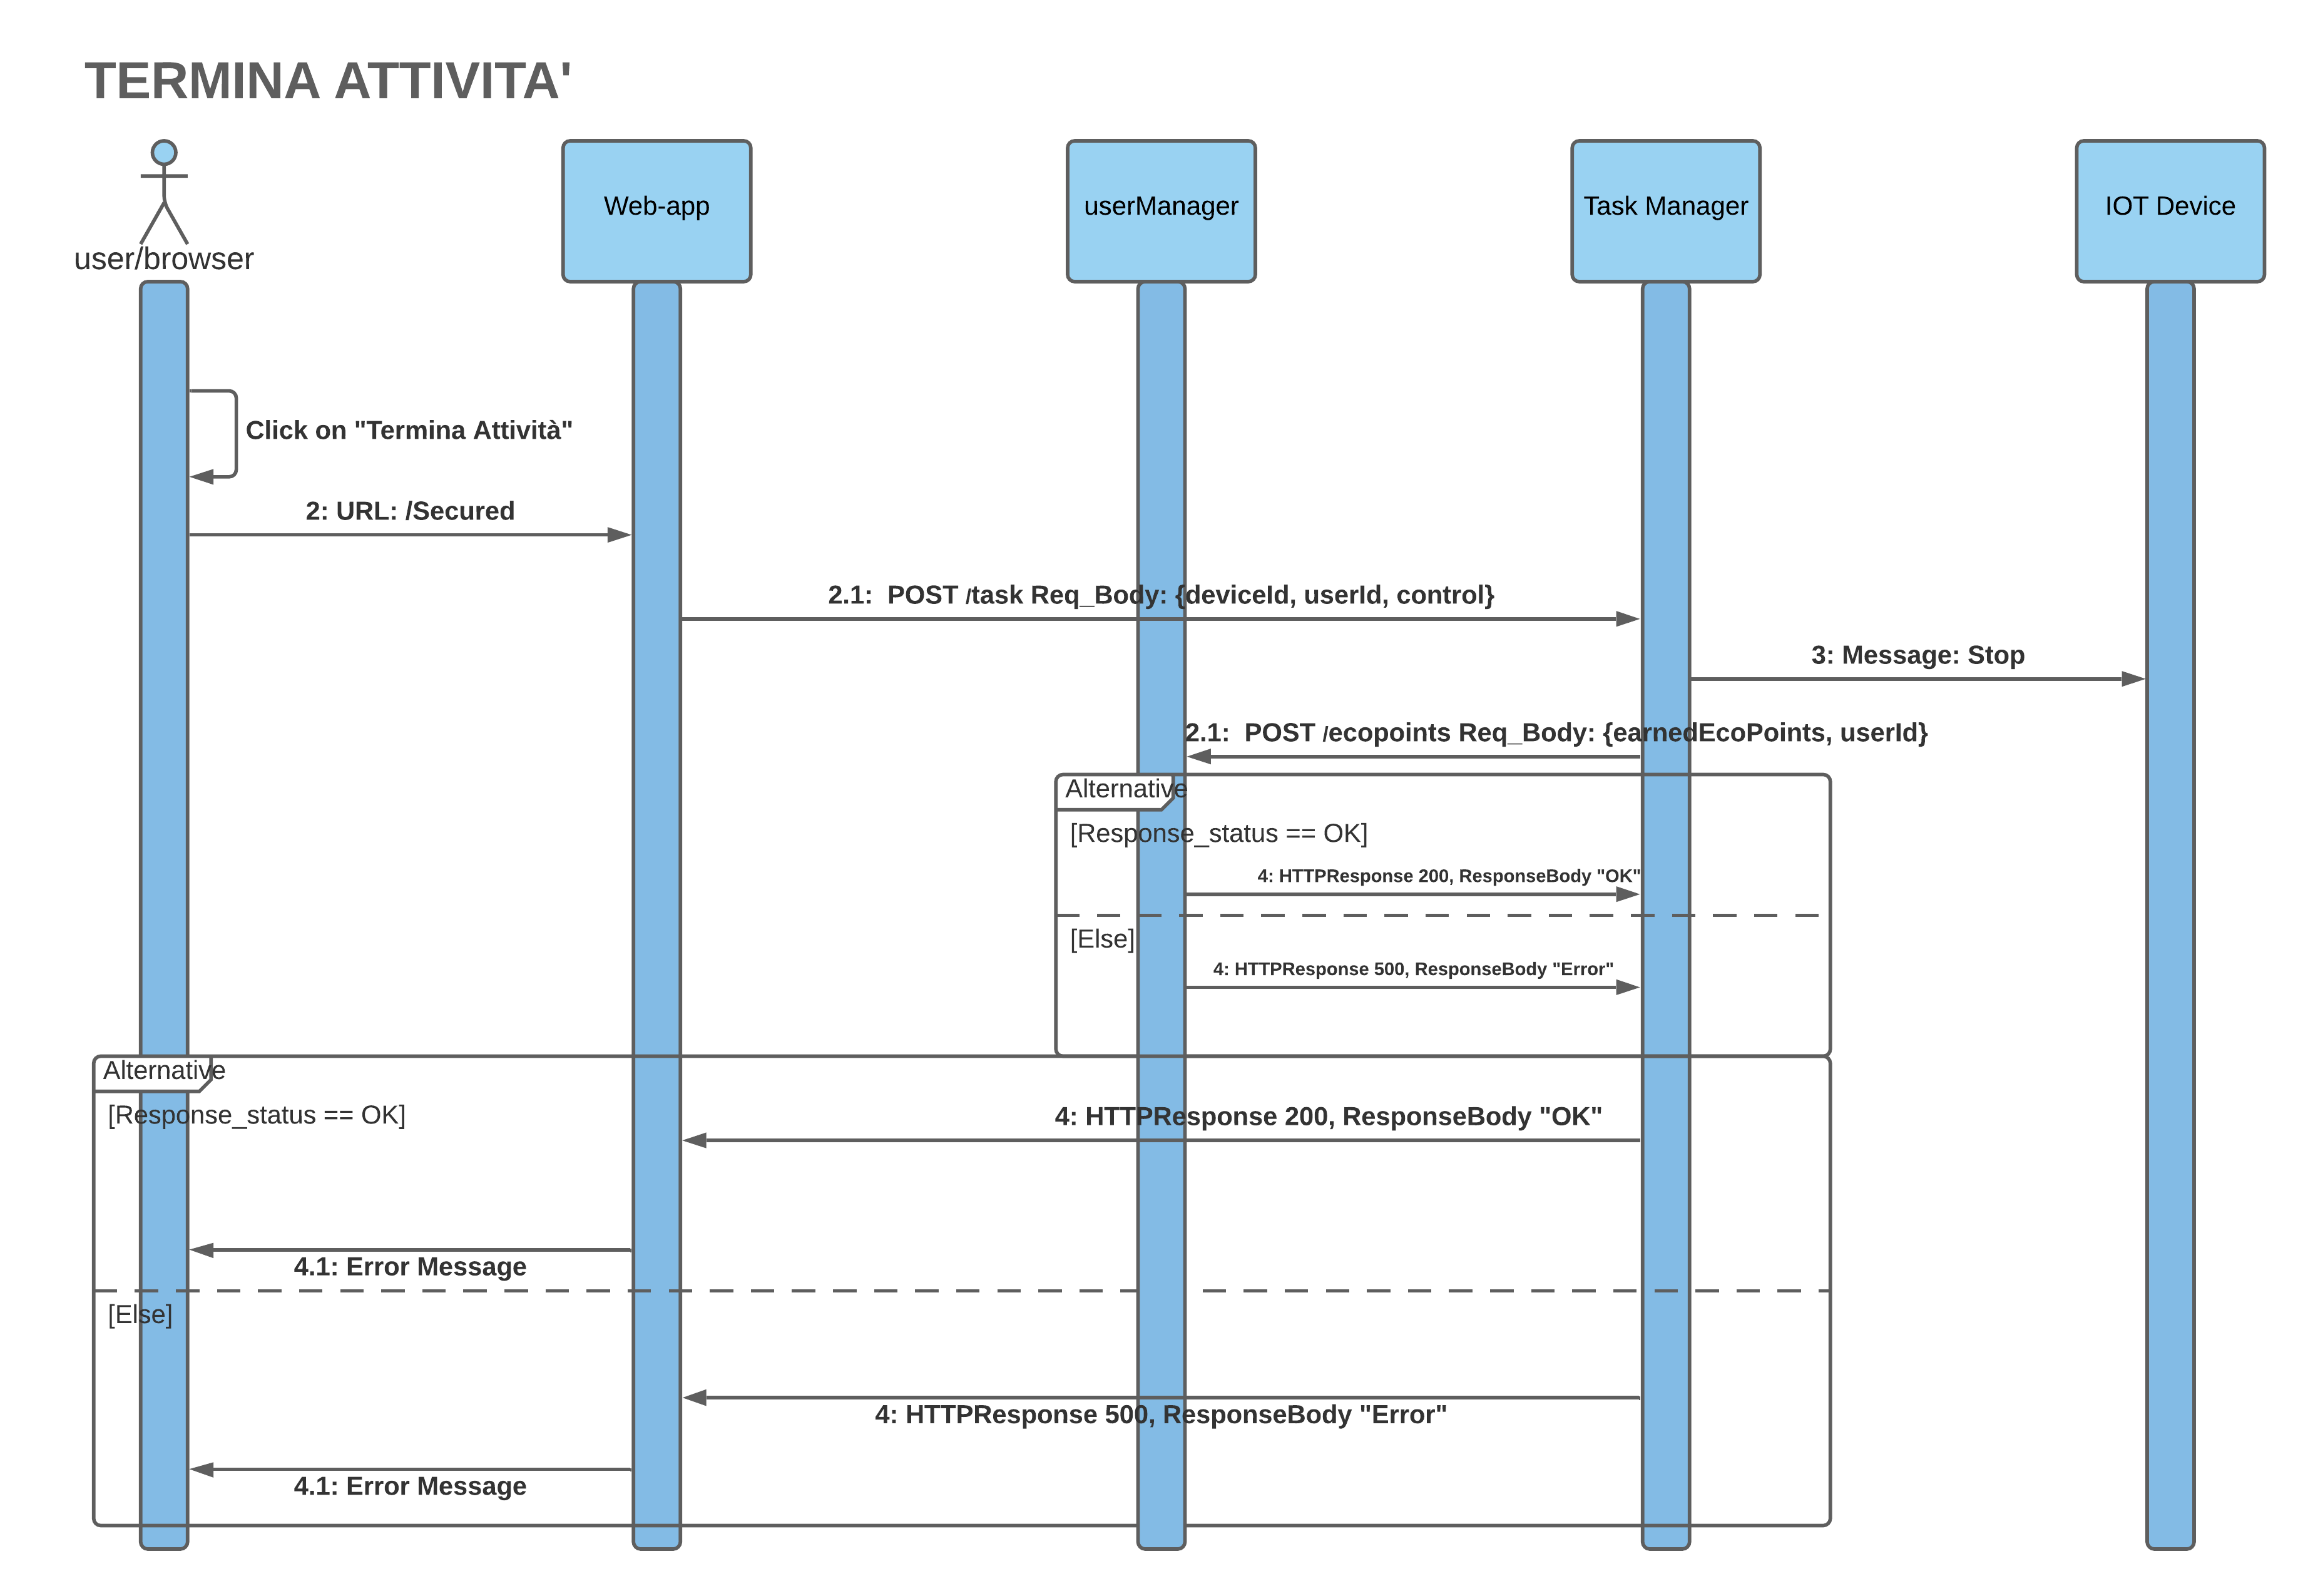 TERMINA ATTIVITA'
user/browser
Web-app
userManager
Task Manager
IOT Device
Click on "Termina Attività"
2: URL: /Secured
2.1:  POST /task Req_Body: {deviceId, userId, control}
3: Message: Stop
2.1:  POST /ecopoints Req_Body: {earnedEcoPoints, userId}
Alternative
[Response_status == OK]
4: HTTPResponse 200, ResponseBody "OK"
[Else]
4: HTTPResponse 500, ResponseBody "Error"
Alternative
[Response_status == OK]
4: HTTPResponse 200, ResponseBody "OK"
4.1: Error Message
[Else]
4: HTTPResponse 500, ResponseBody "Error"
4.1: Error Message